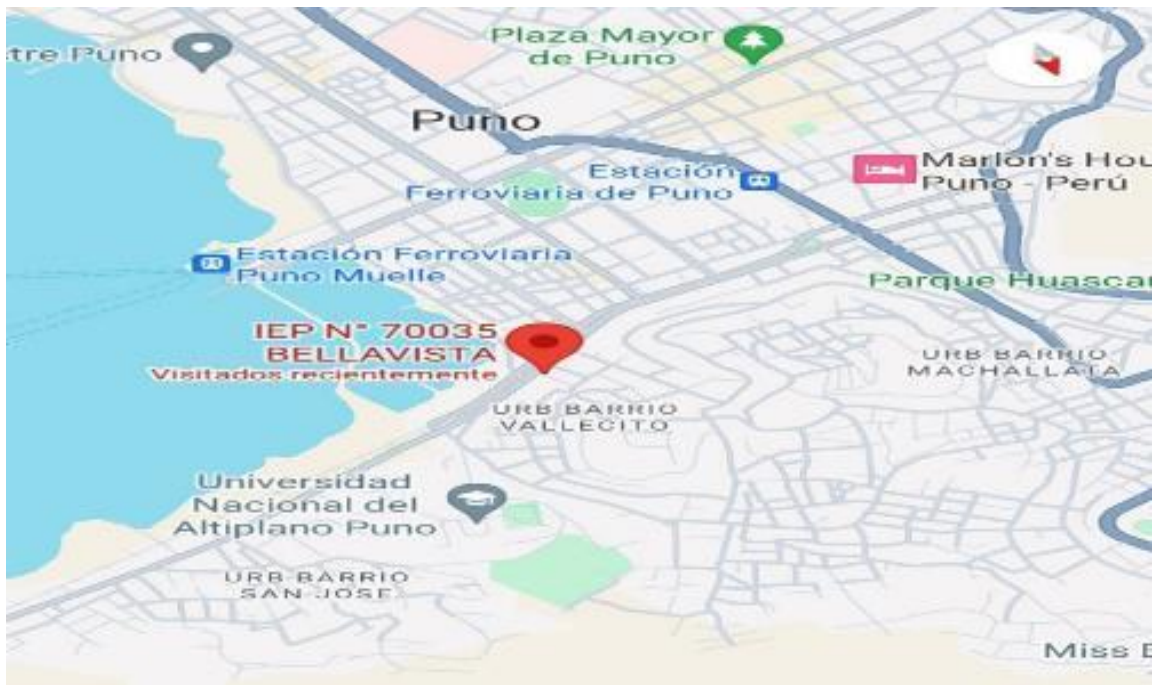 Plaza Mayor
de Puno
tre Puno
Puno
Marlon's Hou
Puno - Perú
Estación
Ferroviaria de Puno
Estación Ferroviaria
Puno Muelle
Parque Huascar
IEP N° 70035
BELLAVISTA
Visitados recientemente
URB BARRIO
MACHALLATA
URB BARRIO
VALLECITO
Universidad
Nacional del
Altiplano Puno
URB BARRIO
SAN JOSE
Miss